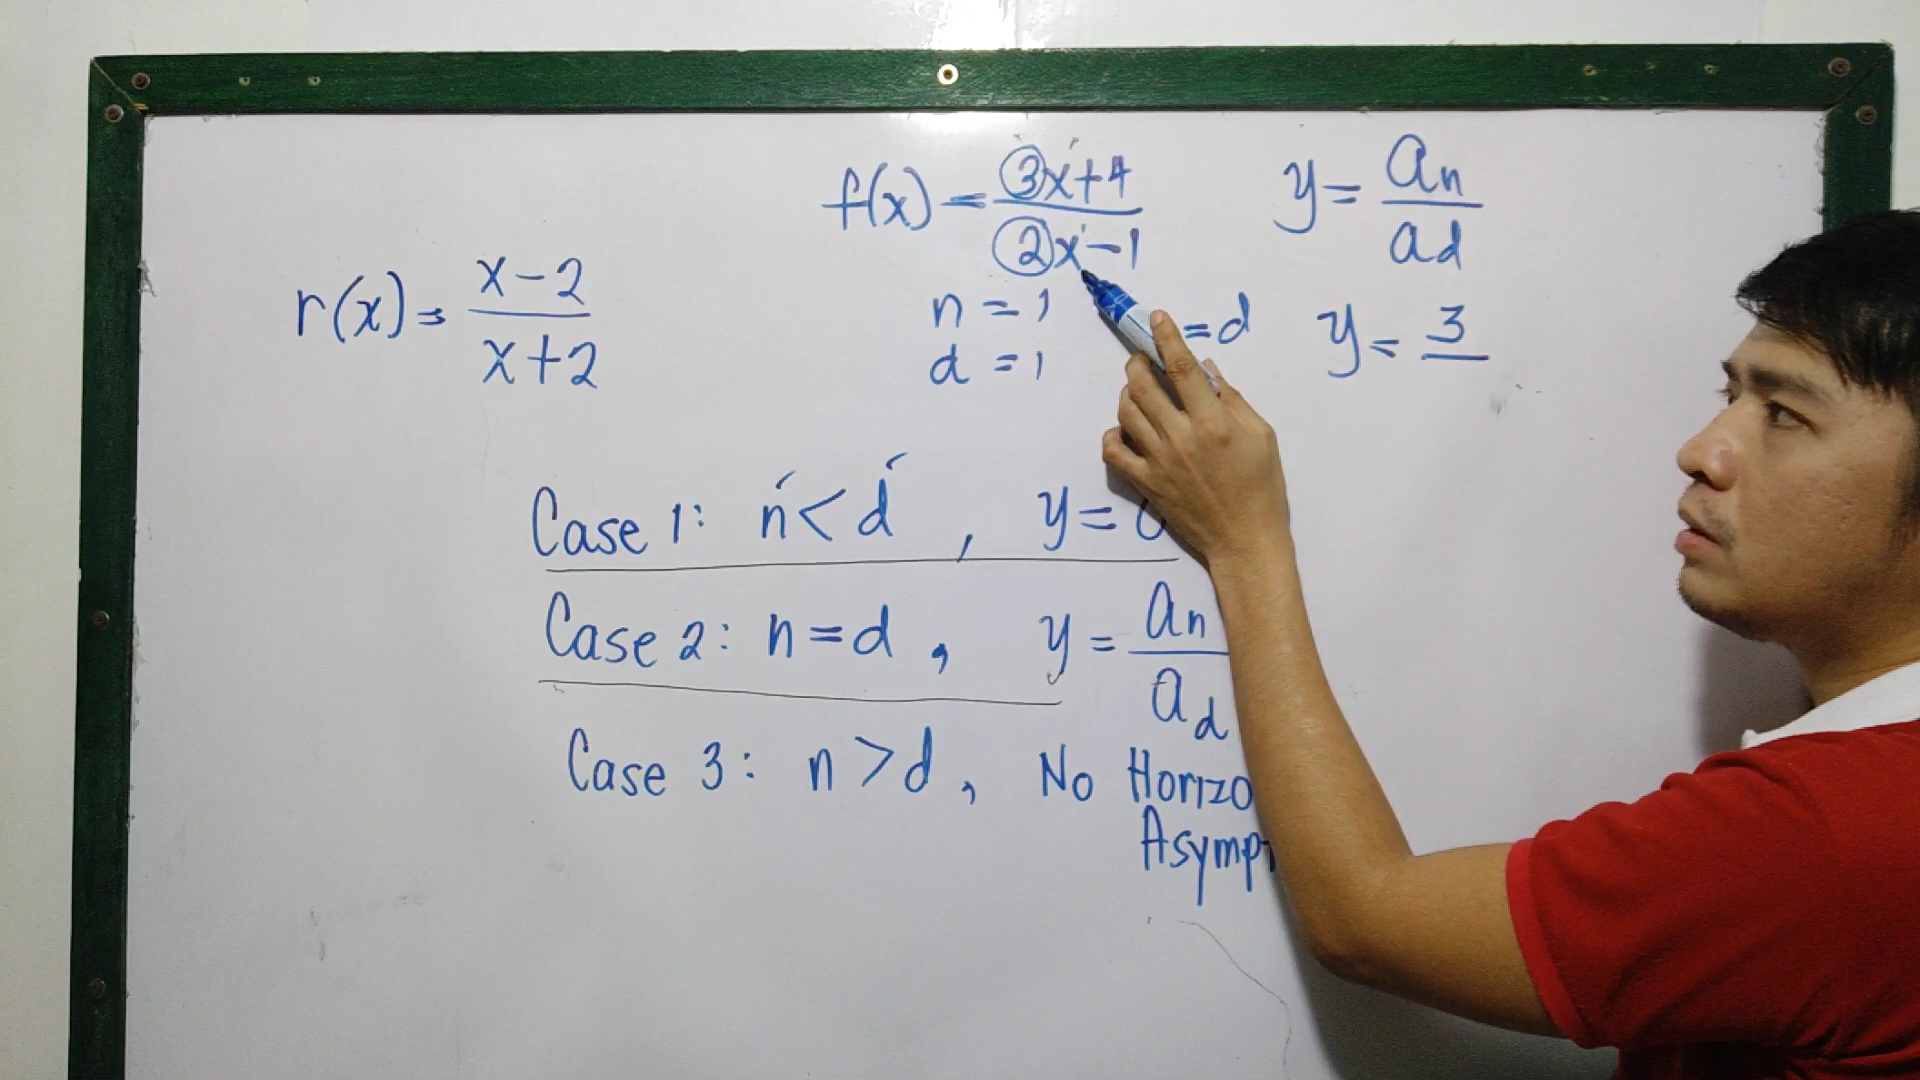 f(x) = 3x'+4 / 2x'-1
y = an / ad
r(x) = x-2 / x+2
n = 1
d = 1
= d
y = 3
Case 1: n < d , y = 0
Case 2: n = d , y = an / ad
Case 3: n > d , No Horizo
Asymp